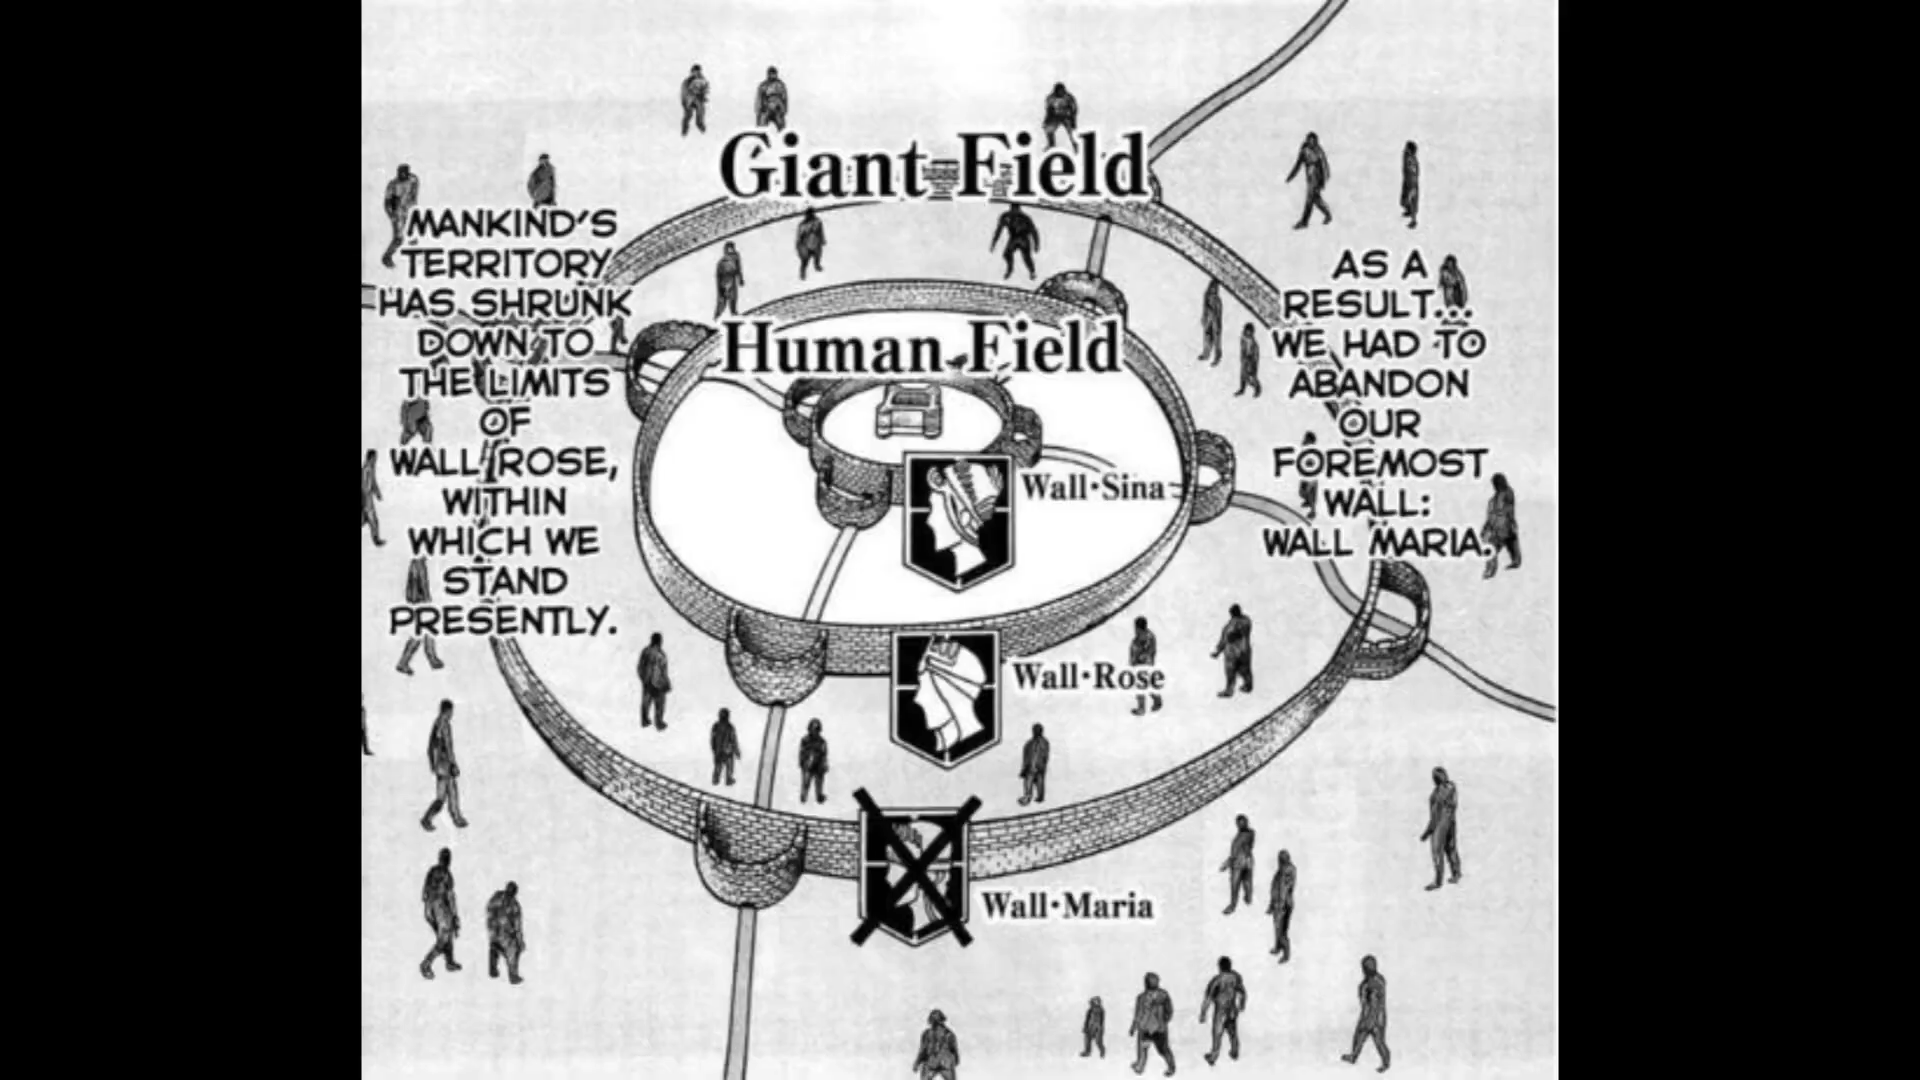 Giant Field
MANKIND'S
TERRITORY
HAS SHRUNK
DOWN TO
THE LIMITS
OF
WALL ROSE,
WITHIN
WHICH WE
STAND
PRESENTLY.
Human Field
AS A
RESULT...
WE HAD TO
ABANDON
OUR
FOREMOST
WALL:
WALL MARIA.
Wall·Sina
Wall·Rose
Wall·Maria